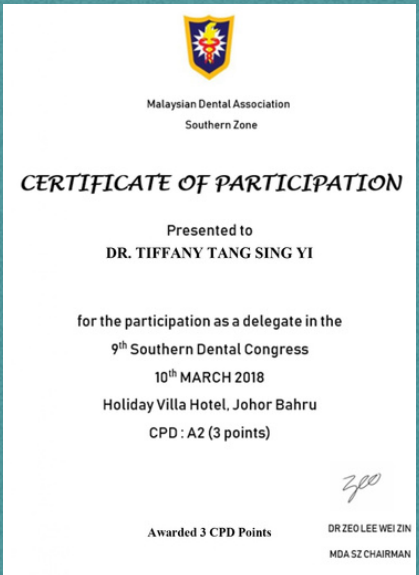 Malaysian Dental Association
Southern Zone
CERTIFICATE OF PARTICIPATION
Presented to
DR. TIFFANY TANG SING YI
for the participation as a delegate in the
9th Southern Dental Congress
10th MARCH 2018
Holiday Villa Hotel, Johor Bahru
CPD : A2 (3 points)
Zeo
Awarded 3 CPD Points
DR ZEO LEE WEI ZIN
MDA SZ CHAIRMAN